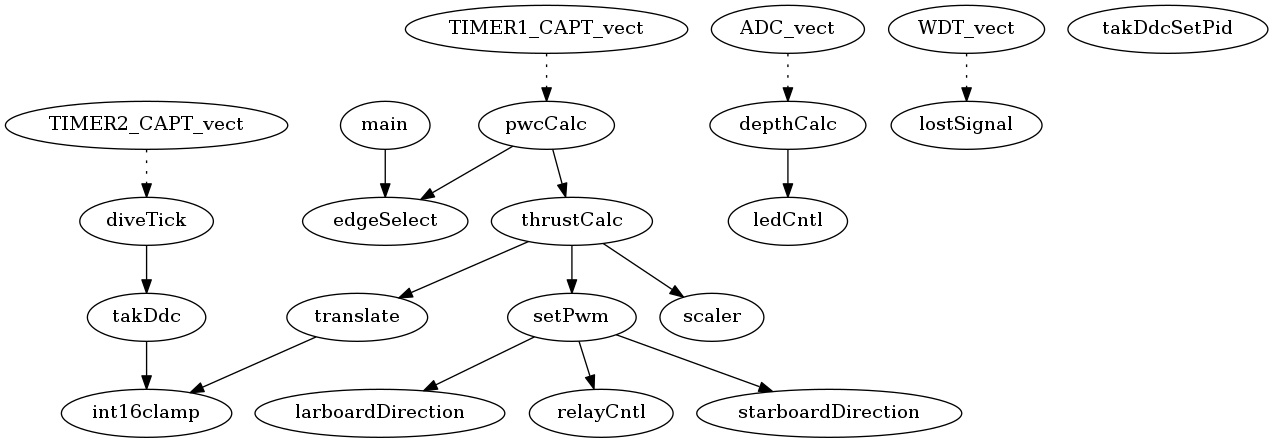 TIMER1_CAPT_vect
ADC_vect
WDT_vect
takDdcSetPid
TIMER2_CAPT_vect
main
pwcCalc
depthCalc
lostSignal
diveTick
edgeSelect
thrustCalc
ledCntl
takDdc
translate
setPwm
scaler
int16clamp
larboardDirection
relayCntl
starboardDirection